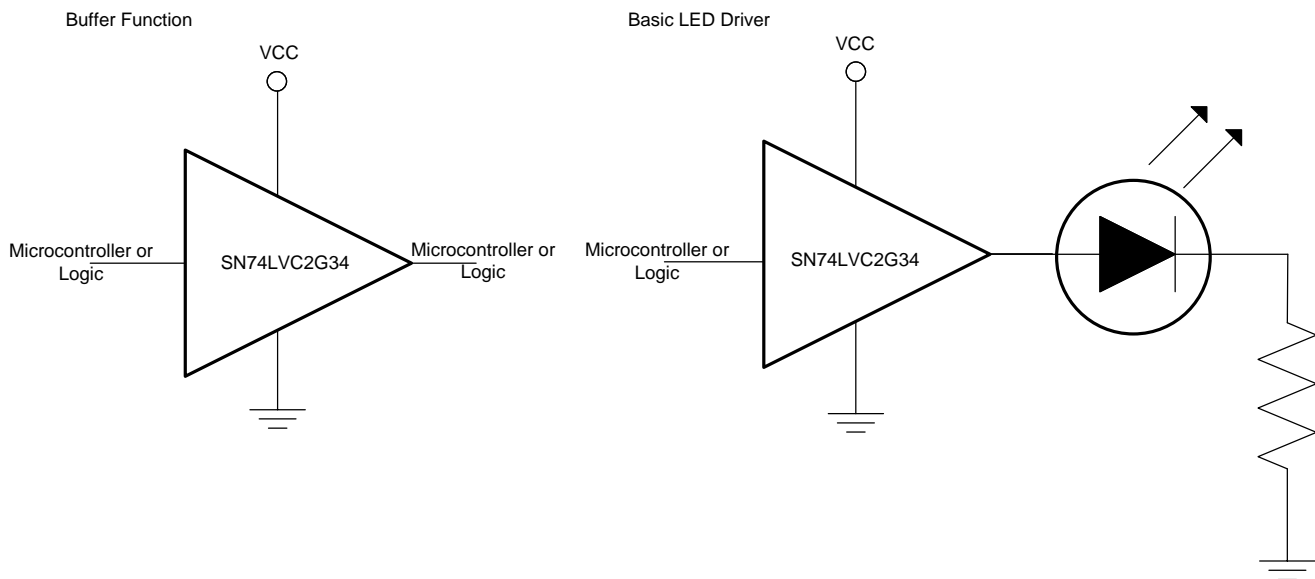 Buffer Function
VCC
Microcontroller or
Logic
SN74LVC2G34
Microcontroller or
Logic
Basic LED Driver
VCC
Microcontroller or
Logic
SN74LVC2G34